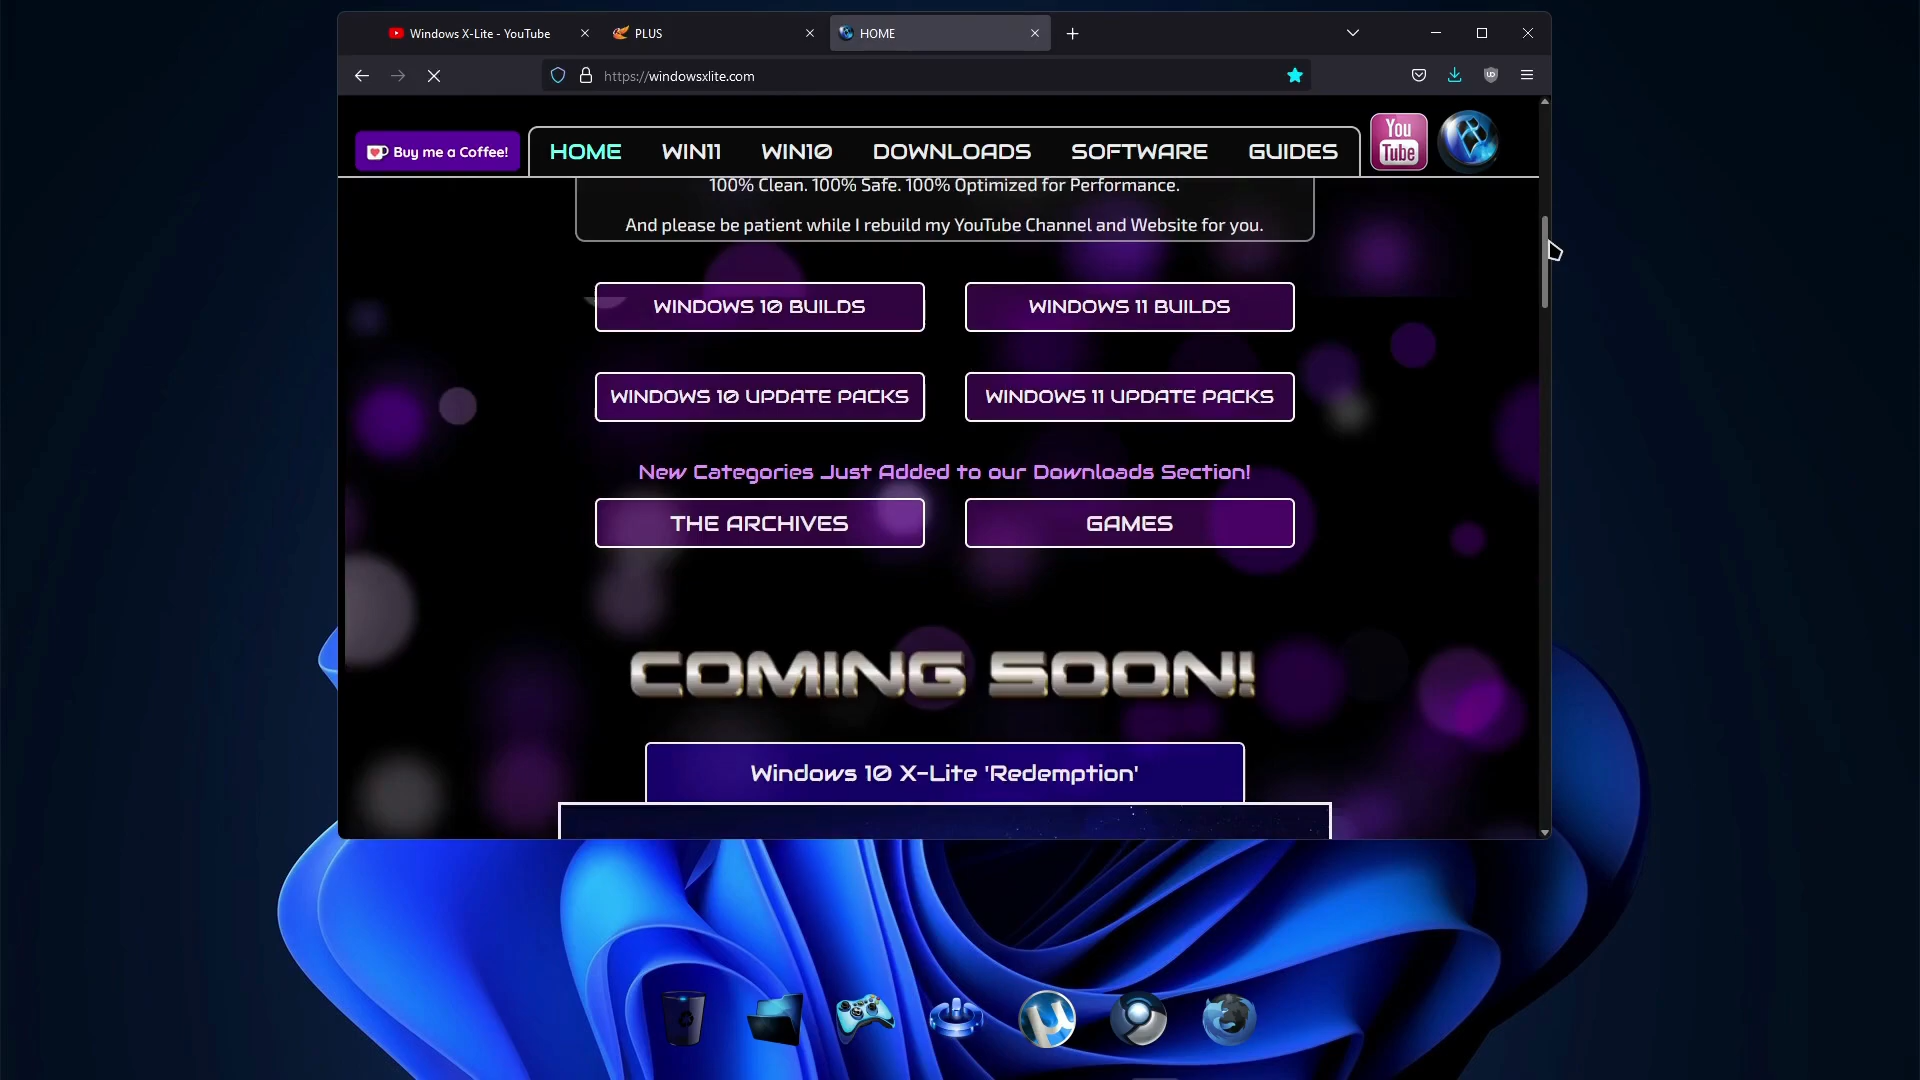 Windows X-Lite - YouTube
PLUS
HOME
https://windowsxlite.com
Buy me a Coffee!
HOME
WIN11
WIN10
DOWNLOADS
SOFTWARE
GUIDES
You
Tube
100% Clean. 100% Safe. 100% Optimized for Performance.
And please be patient while I rebuild my YouTube Channel and Website for you.
WINDOWS 10 BUILDS
WINDOWS 11 BUILDS
WINDOWS 10 UPDATE PACKS
WINDOWS 11 UPDATE PACKS
New Categories Just Added to our Downloads Section!
THE ARCHIVES
GAMES
COMING SOON!
Windows 10 X-Lite 'Redemption'